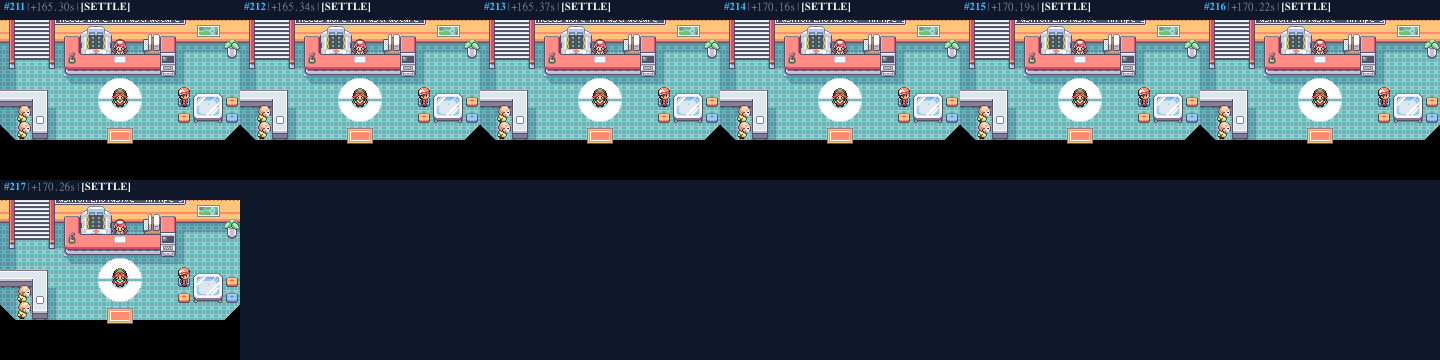 #211 | +165.30s | [SETTLE]
#212 | +165.34s | [SETTLE]
#213 | +165.37s | [SETTLE]
#214 | +170.16s | [SETTLE]
#215 | +170.19s | [SETTLE]
#216 | +170.22s | [SETTLE]
#217 | +170.26s | [SETTLE]